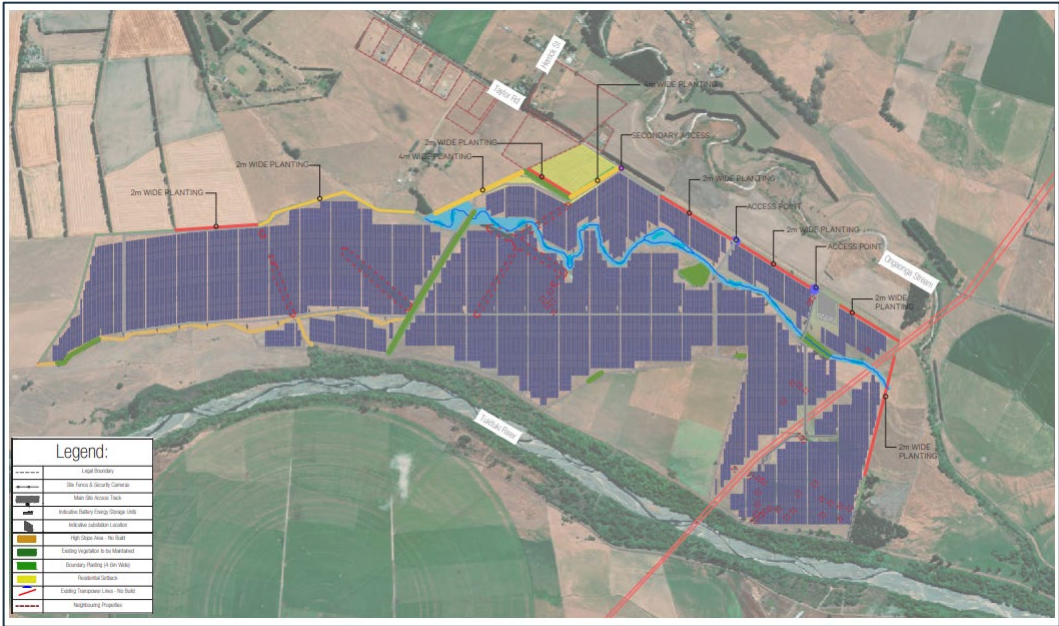 Herrick St
Taylor Rd
4m WIDE PLANTING
SECONDARY ACCESS
2m WIDE PLANTING
4m WIDE PLANTING
2m WIDE PLANTING
2m WIDE PLANTING
2m WIDE PLANTING
ACCESS POINT
2m WIDE PLANTING
ACCESS POINT
Ongaonga Stream
2m WIDE
PLANTING
Tukituki River
2m WIDE
PLANTING
Legend:
Legal Boundary
Site Fence & Security Cameras
Main Site Access Track
Indicative Battery Energy Storage Units
Indicative substation Location
High Slope Area - No Build
Existing Vegetation to be Maintained
Boundary Planting (4-6m Wide)
Residential Setback
Existing Transpower Lines - No Build
Neighbouring Properties